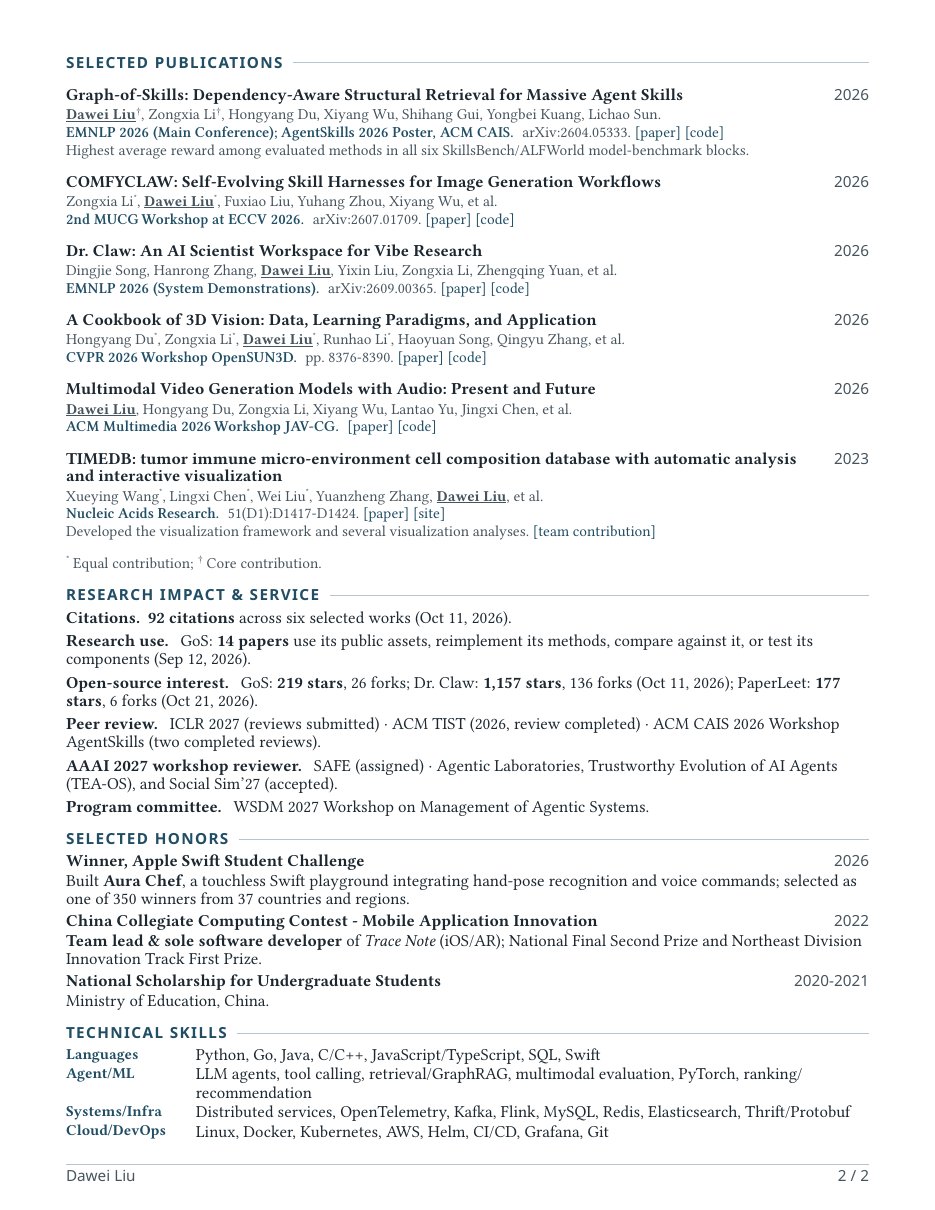 SELECTED PUBLICATIONS
Graph-of-Skills: Dependency-Aware Structural Retrieval for Massive Agent Skills 2026
Dawei Liu†, Zongxia Li†, Hongyang Du, Xiyang Wu, Shihang Gui, Yongbei Kuang, Lichao Sun.
EMNLP 2026 (Main Conference); AgentSkills 2026 Poster, ACM CAIS. arXiv:2604.05333. [paper] [code]
Highest average reward among evaluated methods in all six SkillsBench/ALFWorld model-benchmark blocks.
COMFYCLAW: Self-Evolving Skill Harnesses for Image Generation Workflows 2026
Zongxia Li*, Dawei Liu*, Fuxiao Liu, Yuhang Zhou, Xiyang Wu, et al.
2nd MUCG Workshop at ECCV 2026. arXiv:2607.01709. [paper] [code]
Dr. Claw: An AI Scientist Workspace for Vibe Research 2026
Dingjie Song, Hanrong Zhang, Dawei Liu, Yixin Liu, Zongxia Li, Zhengqing Yuan, et al.
EMNLP 2026 (System Demonstrations). arXiv:2609.00365. [paper] [code]
A Cookbook of 3D Vision: Data, Learning Paradigms, and Application 2026
Hongyang Du*, Zongxia Li*, Dawei Liu*, Runhao Li*, Haoyuan Song, Qingyu Zhang, et al.
CVPR 2026 Workshop OpenSUN3D. pp. 8376-8390. [paper] [code]
Multimodal Video Generation Models with Audio: Present and Future 2026
Dawei Liu, Hongyang Du, Zongxia Li, Xiyang Wu, Lantao Yu, Jingxi Chen, et al.
ACM Multimedia 2026 Workshop JAV-CG. [paper] [code]
TIMEDB: tumor immune micro-environment cell composition database with automatic analysis 2023
and interactive visualization
Xueying Wang*, Lingxi Chen*, Wei Liu*, Yuanzheng Zhang, Dawei Liu, et al.
Nucleic Acids Research. 51(D1):D1417-D1424. [paper] [site]
Developed the visualization framework and several visualization analyses. [team contribution]
* Equal contribution; † Core contribution.
RESEARCH IMPACT & SERVICE
Citations. 92 citations across six selected works (Oct 11, 2026).
Research use. GoS: 14 papers use its public assets, reimplement its methods, compare against it, or test its
components (Sep 12, 2026).
Open-source interest. GoS: 219 stars, 26 forks; Dr. Claw: 1,157 stars, 136 forks (Oct 11, 2026); PaperLeet: 177
stars, 6 forks (Oct 21, 2026).
Peer review. ICLR 2027 (reviews submitted) · ACM TIST (2026, review completed) · ACM CAIS 2026 Workshop
AgentSkills (two completed reviews).
AAAI 2027 workshop reviewer. SAFE (assigned) · Agentic Laboratories, Trustworthy Evolution of AI Agents
(TEA-OS), and Social Sim’27 (accepted).
Program committee. WSDM 2027 Workshop on Management of Agentic Systems.
SELECTED HONORS
Winner, Apple Swift Student Challenge 2026
Built Aura Chef, a touchless Swift playground integrating hand-pose recognition and voice commands; selected as
one of 350 winners from 37 countries and regions.
China Collegiate Computing Contest - Mobile Application Innovation 2022
Team lead & sole software developer of Trace Note (iOS/AR); National Final Second Prize and Northeast Division
Innovation Track First Prize.
National Scholarship for Undergraduate Students 2020-2021
Ministry of Education, China.
TECHNICAL SKILLS
Languages Python, Go, Java, C/C++, JavaScript/TypeScript, SQL, Swift
Agent/ML LLM agents, tool calling, retrieval/GraphRAG, multimodal evaluation, PyTorch, ranking/
recommendation
Systems/Infra Distributed services, OpenTelemetry, Kafka, Flink, MySQL, Redis, Elasticsearch, Thrift/Protobuf
Cloud/DevOps Linux, Docker, Kubernetes, AWS, Helm, CI/CD, Grafana, Git
Dawei Liu 2 / 2